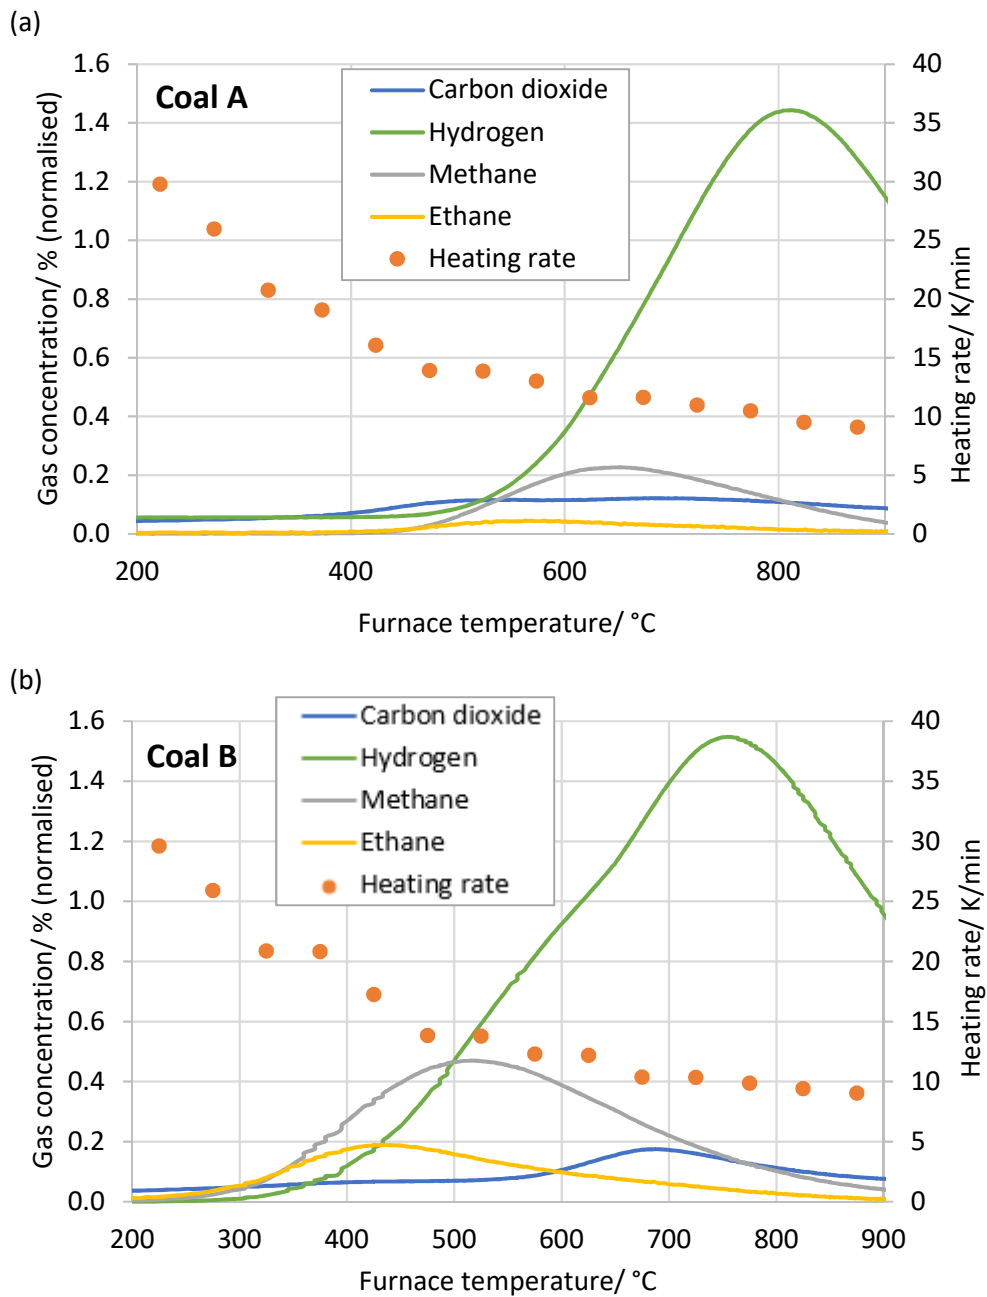 (a)
Coal A
Carbon dioxide
Hydrogen
Methane
Ethane
Heating rate
Gas concentration/ % (normalised)
1.6
1.4
1.2
1.0
0.8
0.6
0.4
0.2
0.0
40
35
30
25
20
15
10
5
0
Heating rate/ K/min
200 400 600 800
Furnace temperature/ °C
(b)
Coal B
Carbon dioxide
Hydrogen
Methane
Ethane
Heating rate
Gas concentration/ % (normalised)
1.6
1.4
1.2
1.0
0.8
0.6
0.4
0.2
0.0
40
35
30
25
20
15
10
5
0
Heating rate/ K/min
200 300 400 500 600 700 800 900
Furnace temperature/ °C